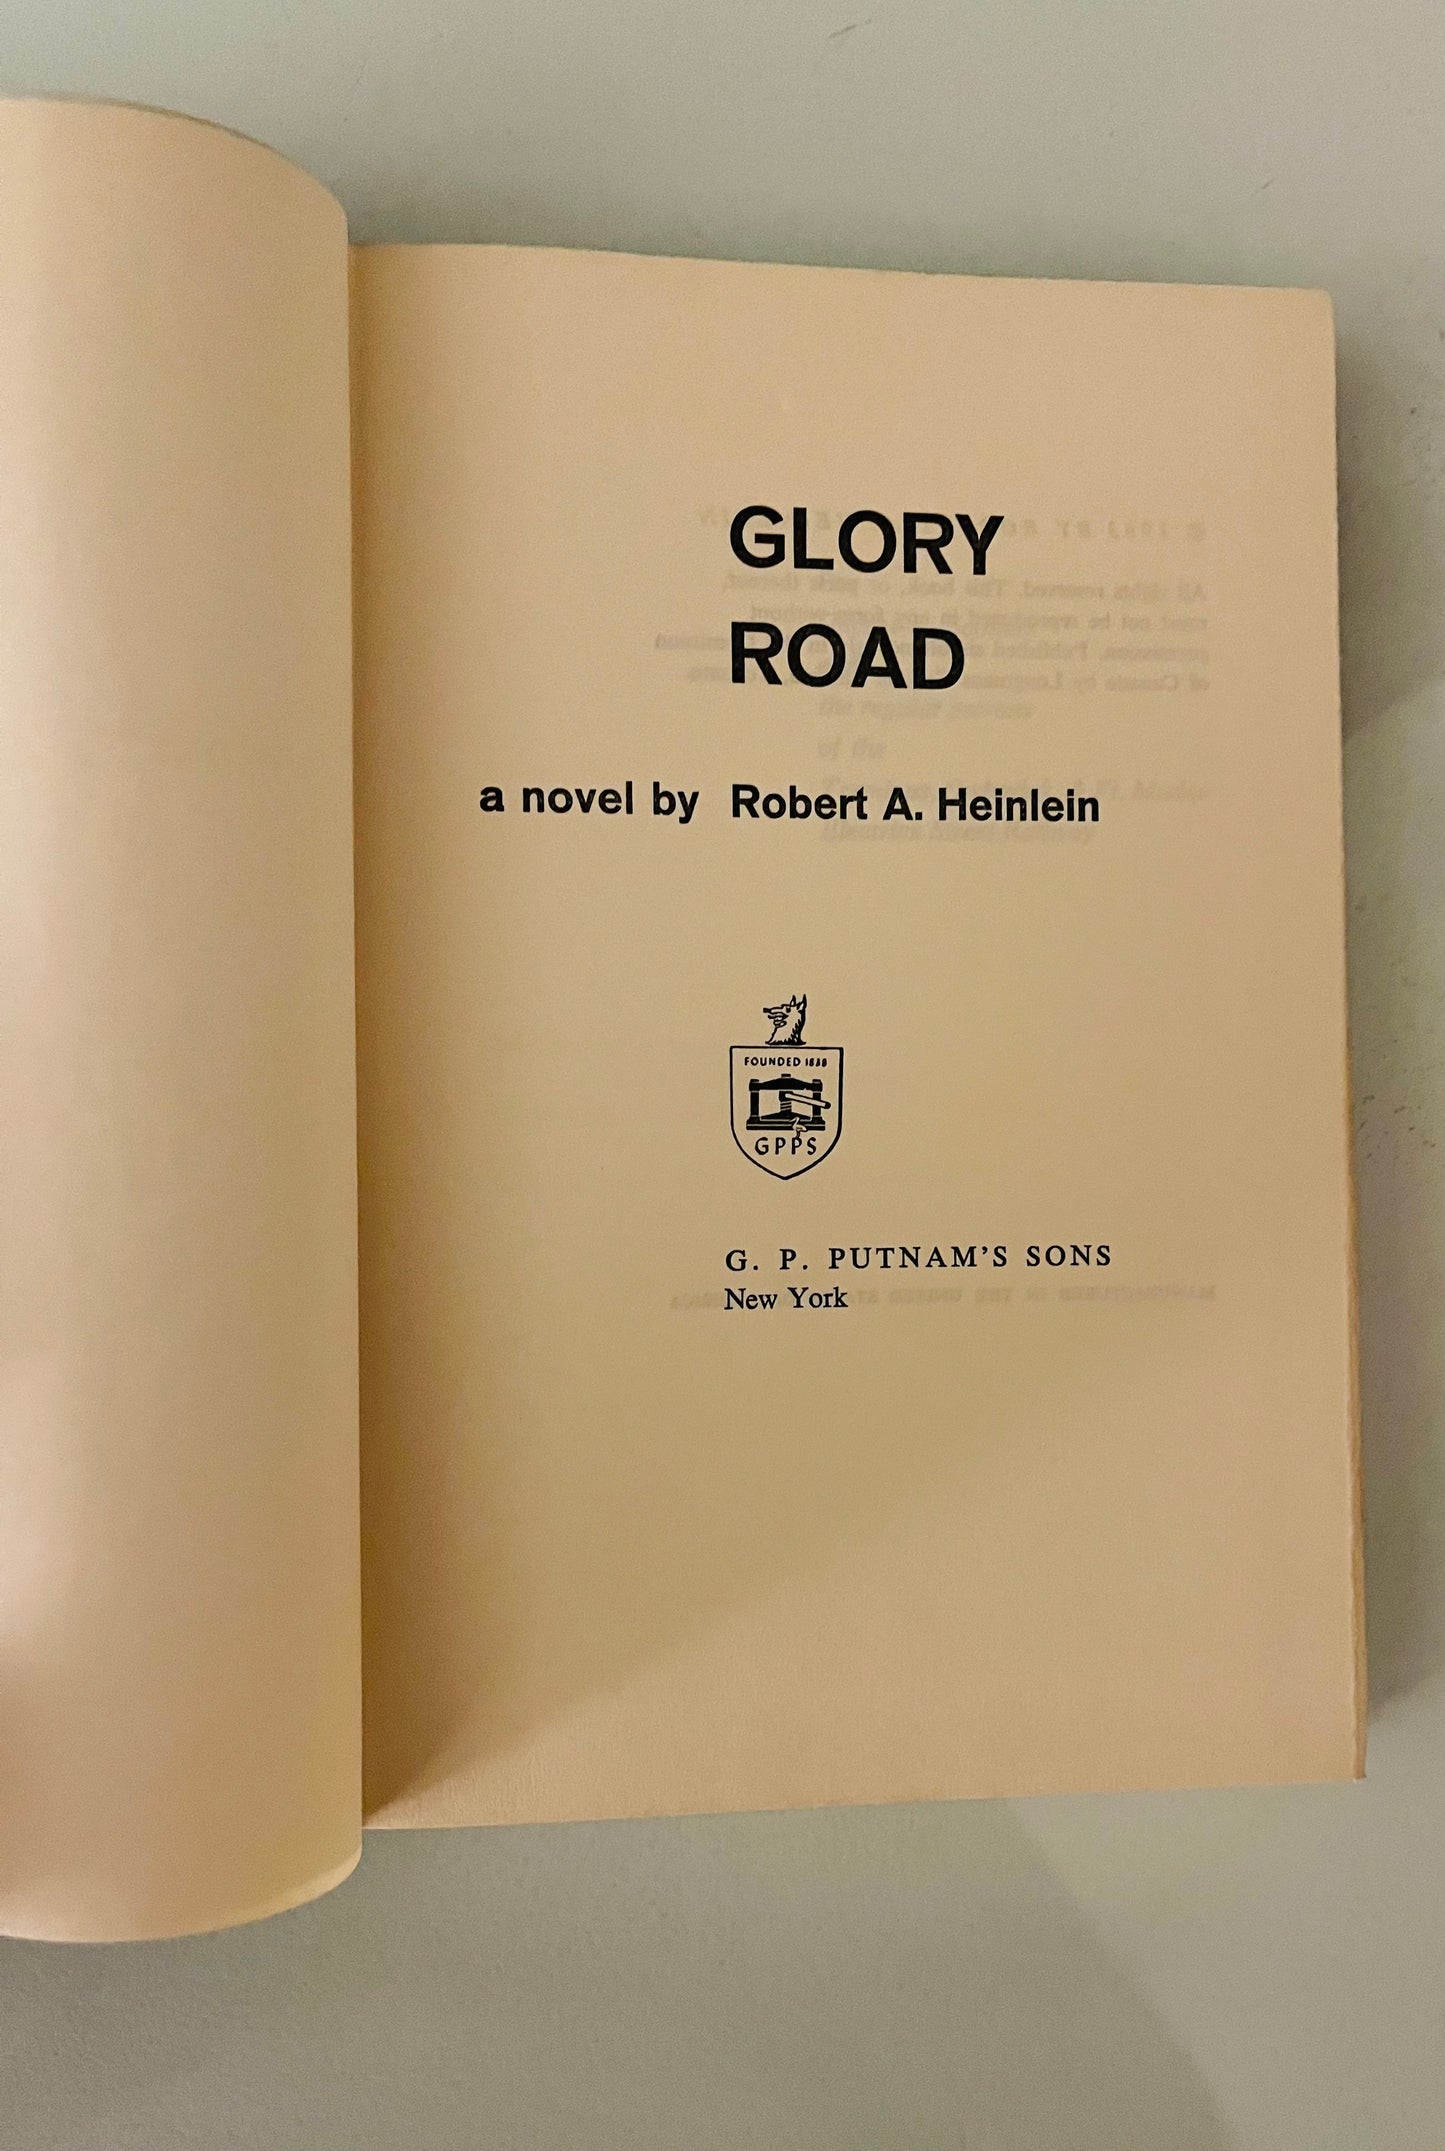 GLORY
ROAD
a novel by Robert A. Heinlein
FOUNDED 1838
GPPS
G. P. PUTNAM'S SONS
New York